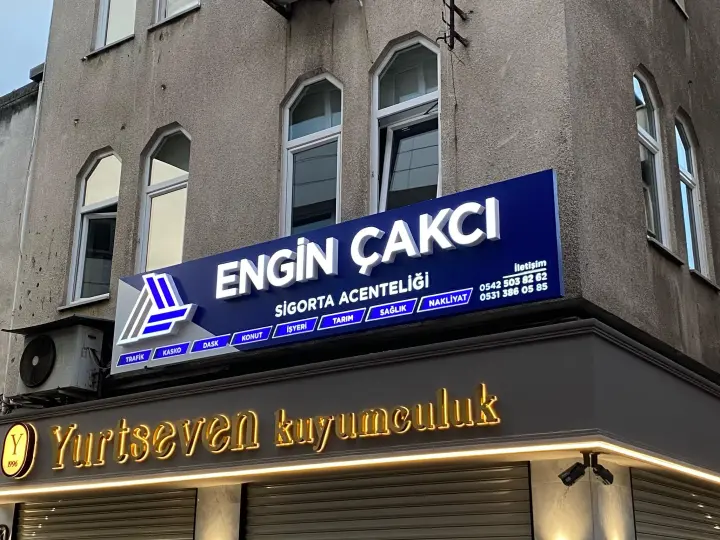 ENGİN ÇAKCI
SİGORTA ACENTELİĞİ
İletişim
0542 503 82 62
0531 386 05 85
TRAFİK KASKO DASK KONUT İŞYERİ TARIM SAĞLIK NAKLİYAT
Y
1996
Yurtseven kuyumculuk